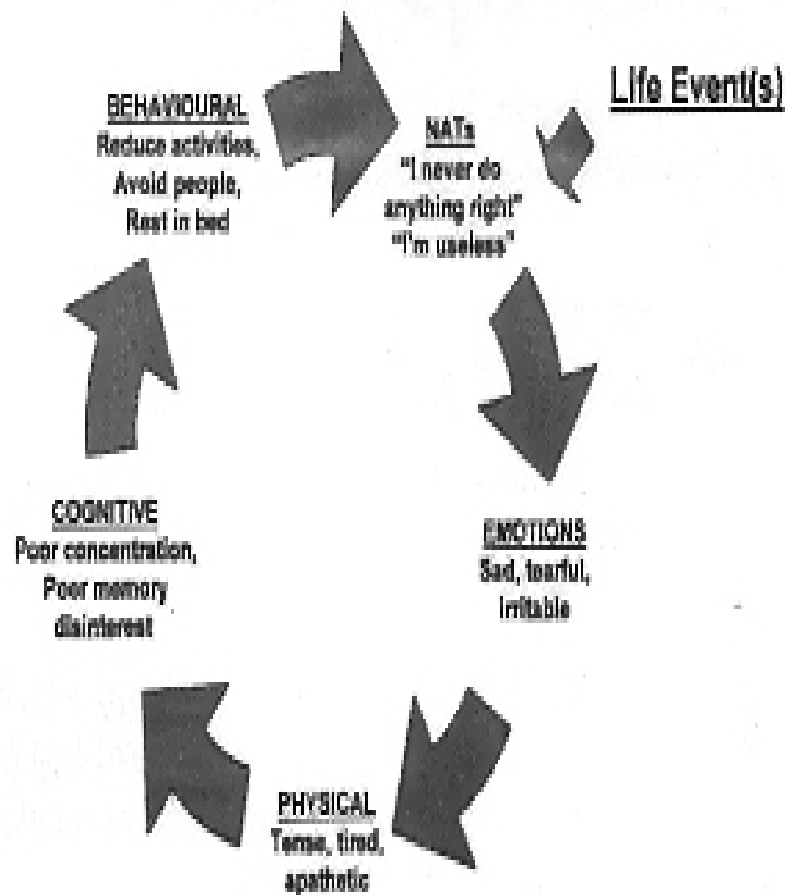 Life Event(s)
NATs
"I never do
anything right"
"I'm useless"
EMOTIONS
Sad, tearful,
irritable
PHYSICAL
Tense, tired,
apathetic
COGNITIVE
Poor concentration,
Poor memory
disinterest
BEHAVIOURAL
Reduce activities,
Avoid people,
Rest in bed